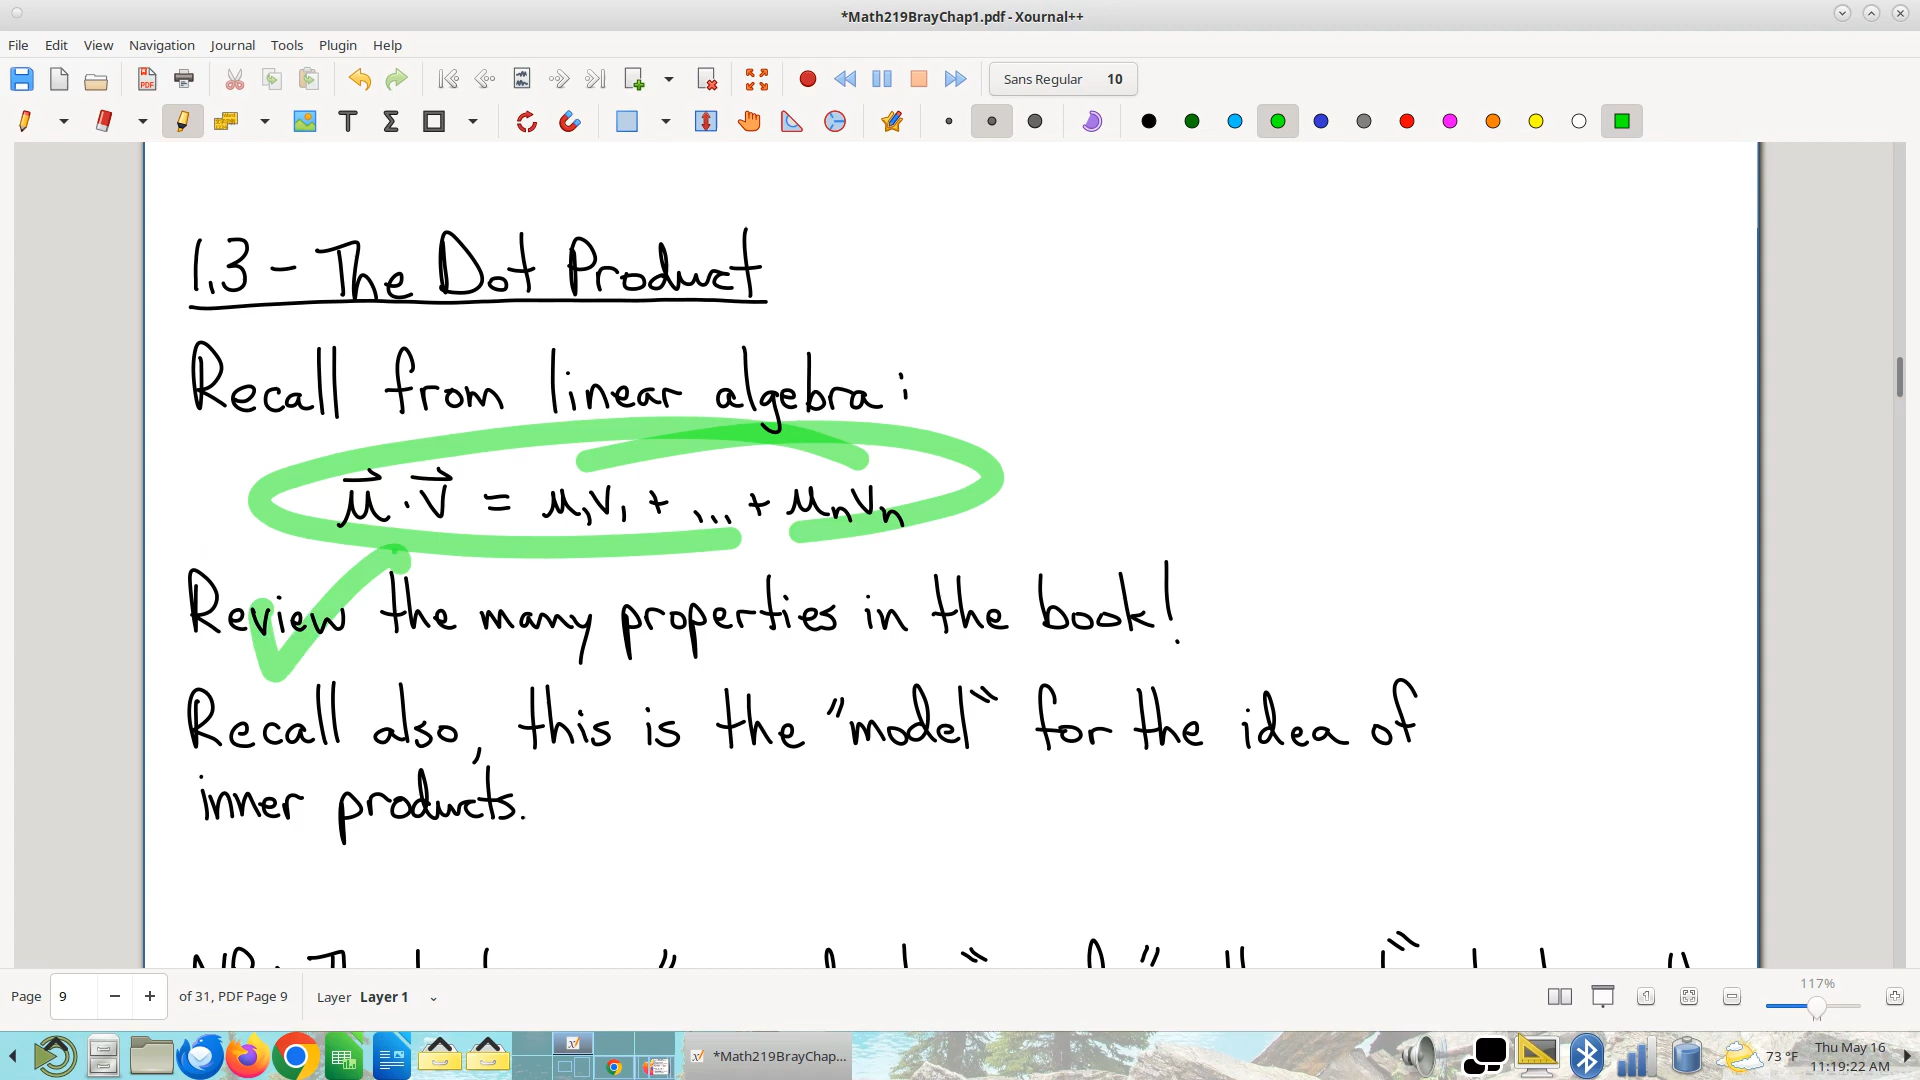 *Math219BrayChap1.pdf - Xournal++
File Edit View Navigation Journal Tools Plugin Help
PDF Sans Regular 10
1.3 - The Dot Product
Recall from linear algebra:
u⃗ · v⃗ = u₁v₁ + ... + uₙvₙ
Review the many properties in the book!
Recall also, this is the "model" for the idea of
inner products.
Page 9 of 31, PDF Page 9 Layer Layer 1 117%
*Math219BrayChap... 73 °F Thu May 16
11:19:22 AM